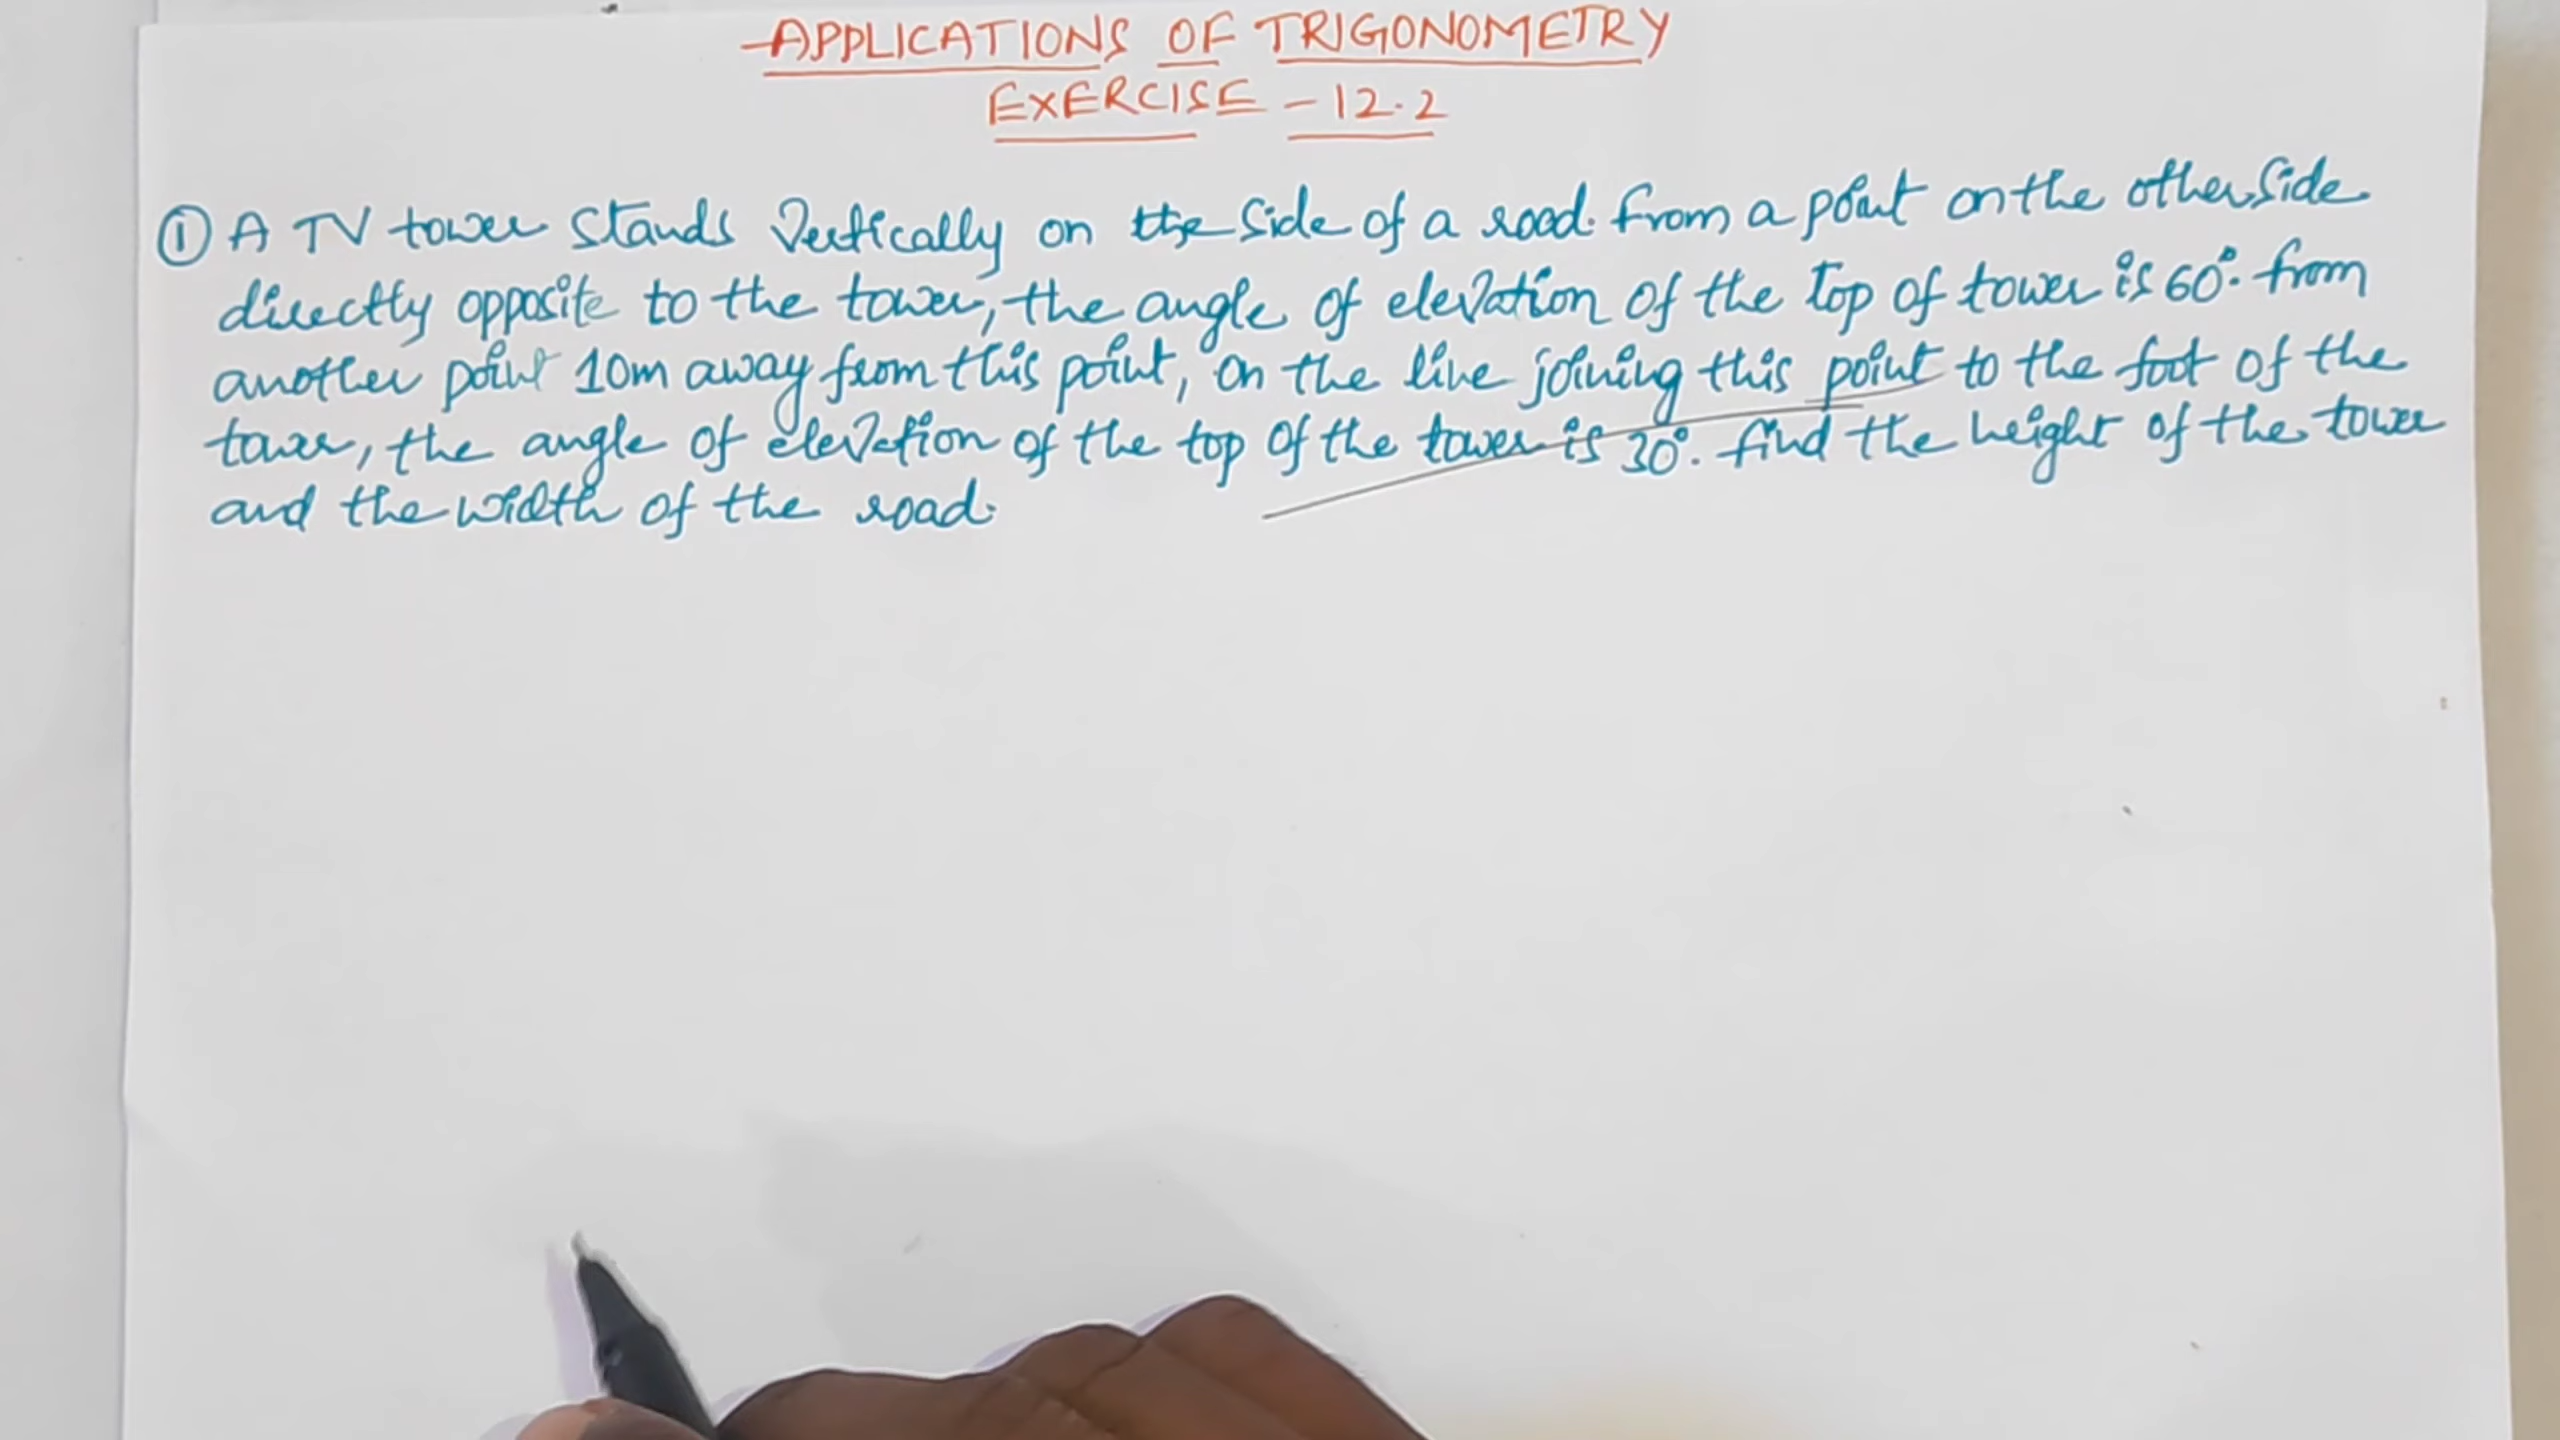 APPLICATIONS OF TRIGONOMETRY
EXERCISE - 12.2
① A TV tower stands vertically on the side of a road. from a point on the other side
directly opposite to the tower, the angle of elevation of the top of tower is 60°. from
another point 10m away from this point, on the line joining this point to the foot of the
tower, the angle of elevation of the top of the tower is 30°. find the height of the tower
and the width of the road.